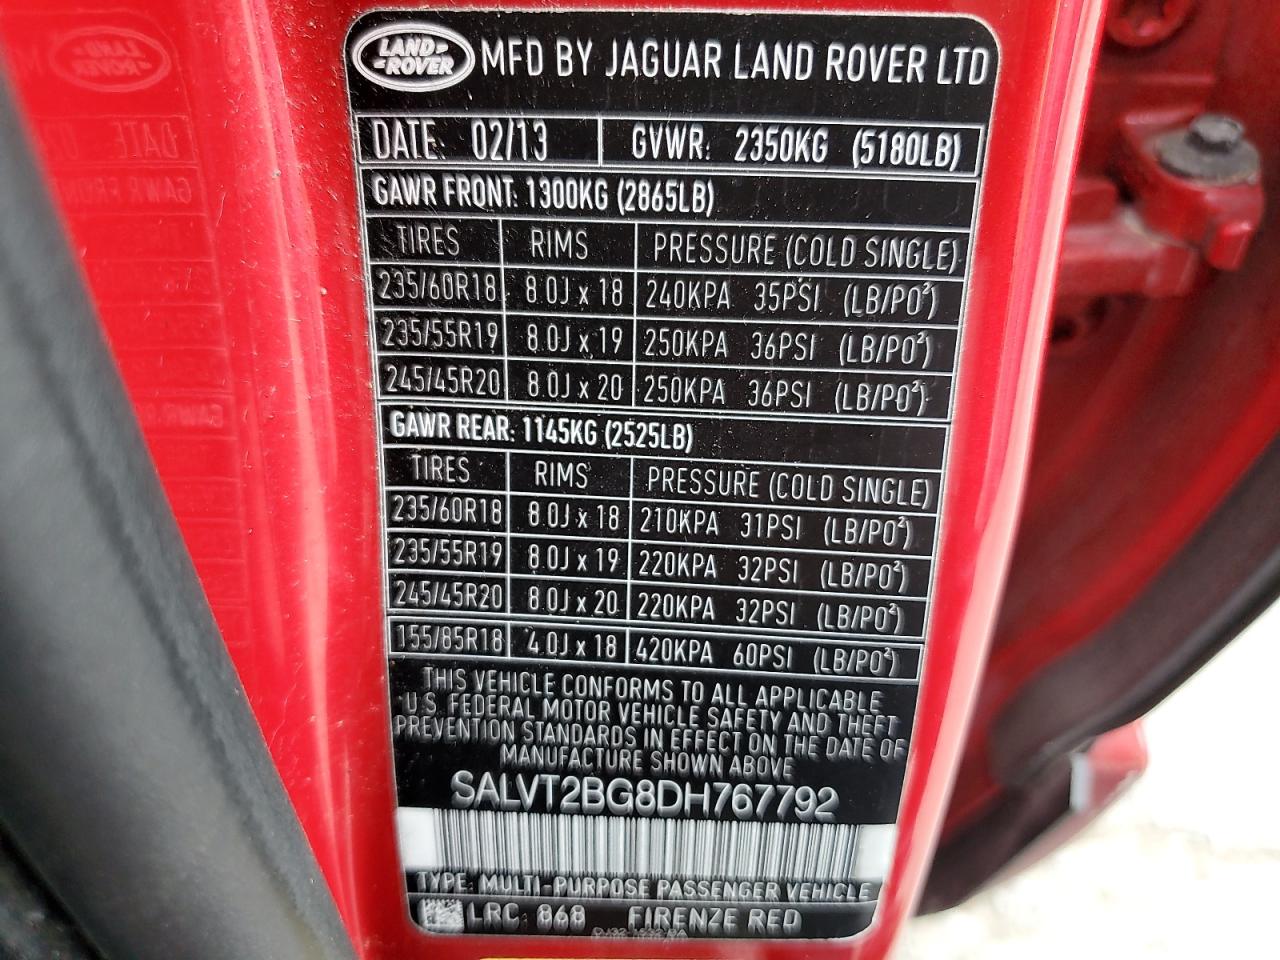 LAND ROVER MFD BY JAGUAR LAND ROVER LTD
DATE: 02/13 GVWR: 2350KG (5180LB)
GAWR FRONT: 1300KG (2865LB)
TIRES RIMS PRESSURE (COLD SINGLE)
235/60R18 8.0J x 18 240KPA 35PSI (LB/PO²)
235/55R19 8.0J x 19 250KPA 36PSI (LB/PO²)
245/45R20 8.0J x 20 250KPA 36PSI (LB/PO²)
GAWR REAR: 1145KG (2525LB)
TIRES RIMS PRESSURE (COLD SINGLE)
235/60R18 8.0J x 18 210KPA 31PSI (LB/PO²)
235/55R19 8.0J x 19 220KPA 32PSI (LB/PO²)
245/45R20 8.0J x 20 220KPA 32PSI (LB/PO²)
155/85R18 4.0J x 18 420KPA 60PSI (LB/PO²)
THIS VEHICLE CONFORMS TO ALL APPLICABLE
U.S. FEDERAL MOTOR VEHICLE SAFETY AND THEFT
PREVENTION STANDARDS IN EFFECT ON THE DATE OF
MANUFACTURE SHOWN ABOVE
SALVT2BG8DH767792
TYPE: MULTI-PURPOSE PASSENGER VEHICLE
LRC 868 FIRENZE RED